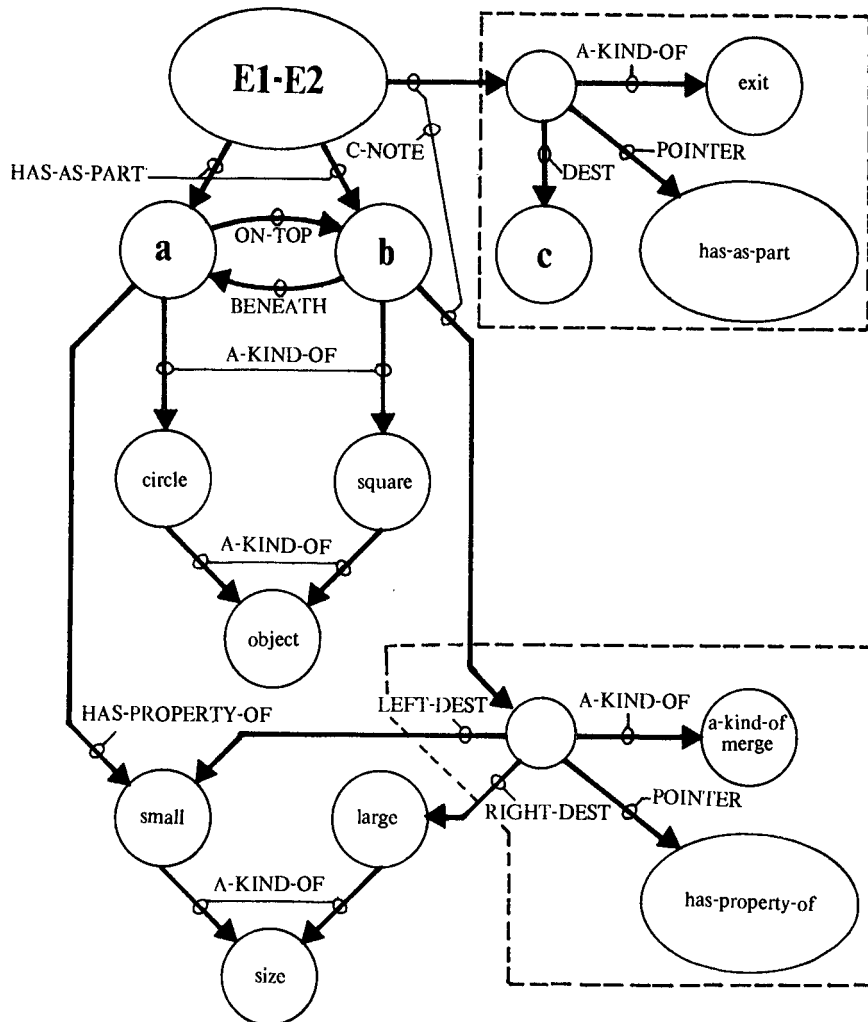 A-KIND-OF
E1-E2
exit
C-NOTE
POINTER
HAS-AS-PART
DEST
a
ON-TOP
b
c
has-as-part
BENEATH
A-KIND-OF
circle
square
A-KIND-OF
object
LEFT-DEST
A-KIND-OF
HAS-PROPERTY-OF
a-kind-of
merge
POINTER
small
large
RIGHT-DEST
A-KIND-OF
has-property-of
size